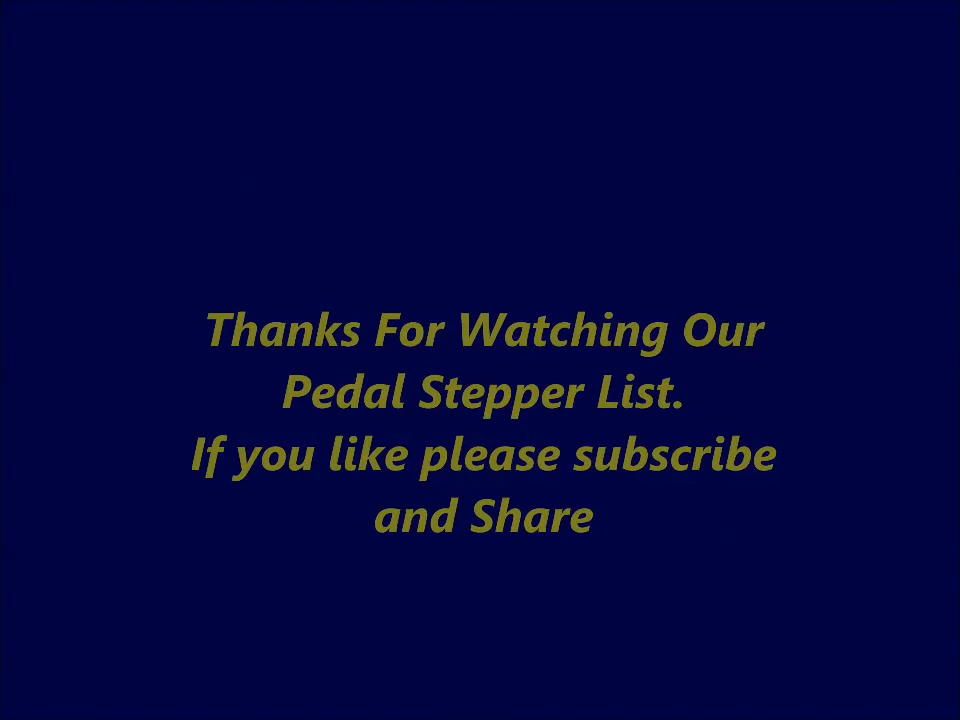 Thanks For Watching Our
Pedal Stepper List.
If you like please subscribe
and Share